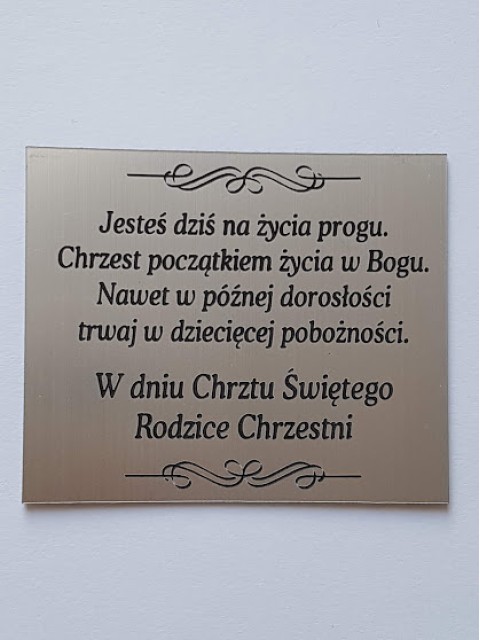 Jesteś dziś na życia progu.
Chrzest początkiem życia w Bogu.
Nawet w późnej dorosłości
trwaj w dziecięcej pobożności.
W dniu Chrztu Świętego
Rodzice Chrzestni